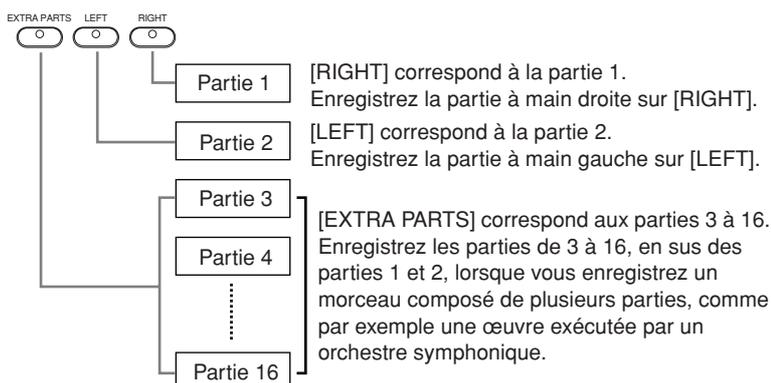 EXTRA PARTS LEFT RIGHT
Partie 1
[RIGHT] correspond à la partie 1.
Enregistrez la partie à main droite sur [RIGHT].
Partie 2
[LEFT] correspond à la partie 2.
Enregistrez la partie à main gauche sur [LEFT].
Partie 3
Partie 4
Partie 16
[EXTRA PARTS] correspond aux parties 3 à 16.
Enregistrez les parties de 3 à 16, en sus des
parties 1 et 2, lorsque vous enregistrez un
morceau composé de plusieurs parties, comme
par exemple une œuvre exécutée par un
orchestre symphonique.